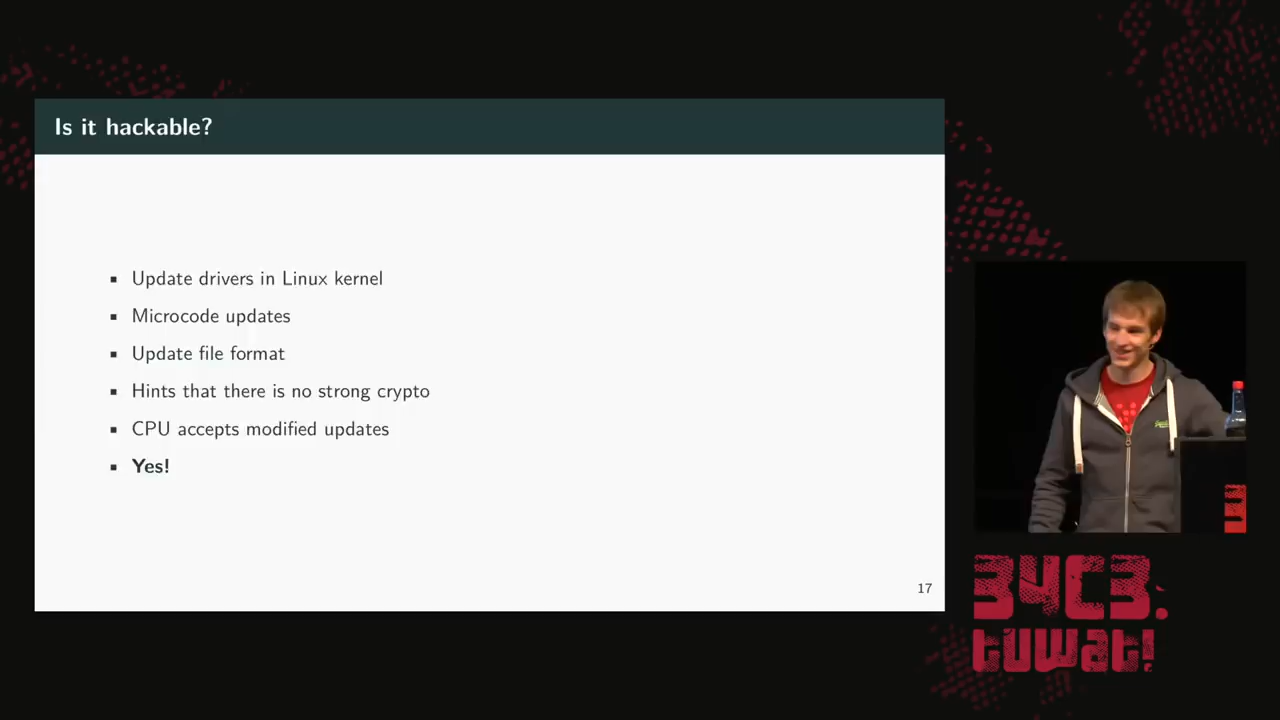 Is it hackable?
Update drivers in Linux kernel
Microcode updates
Update file format
Hints that there is no strong crypto
CPU accepts modified updates
Yes!
17
34C3.
tuwat!